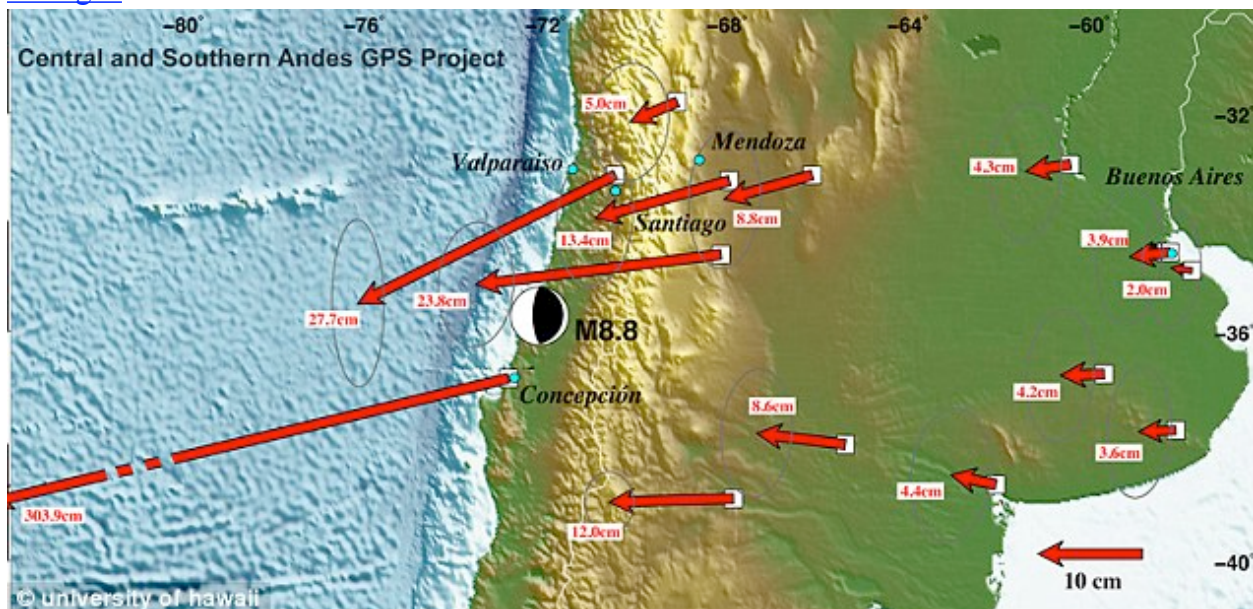 -80
-76
-72
-68
-64
-60
Central and Southern Andes GPS Project
5.0cm
-32°
Valparaiso
Mendoza
4.3cm
Buenos Aires
Santiago
8.8cm
13.4cm
3.9cm
2.0cm
23.8cm
27.7cm
M8.8
-36°
Concepción
4.2cm
8.6cm
3.6cm
4.4cm
303.9cm
12.0cm
-40°
10 cm
© university of hawaii